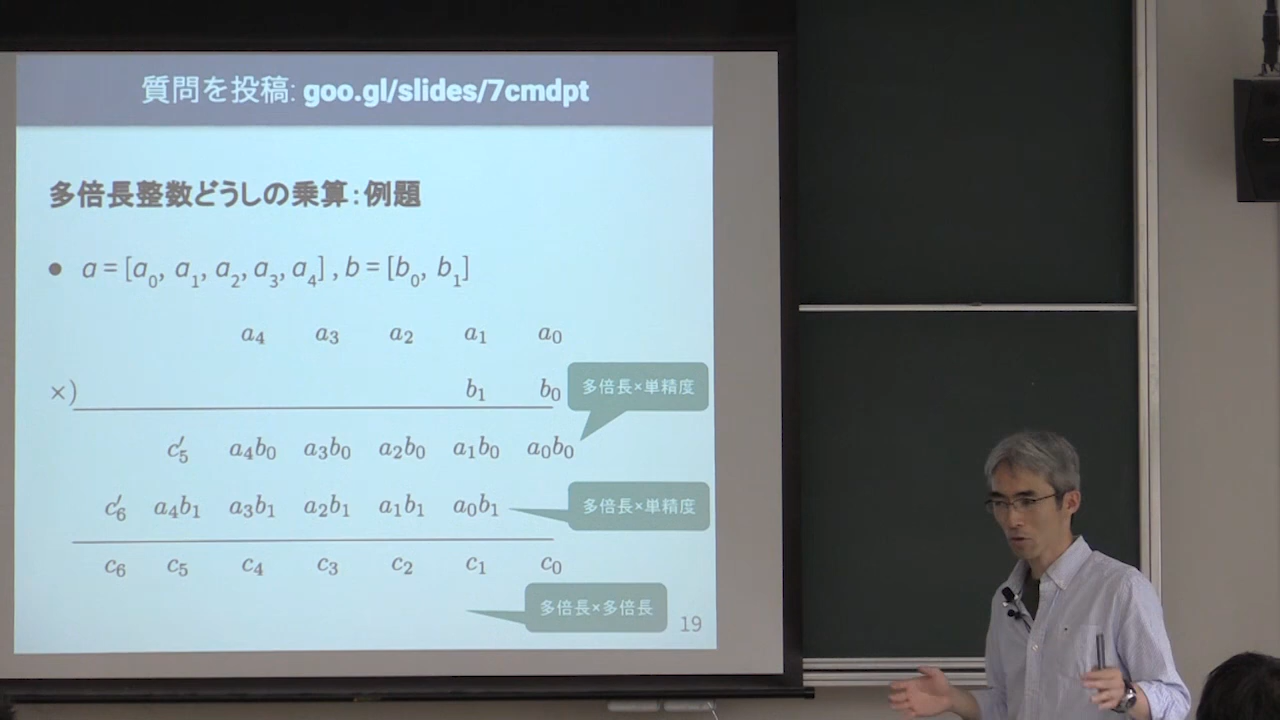 質問を投稿: goo.gl/slides/7cmdpt
多倍長整数どうしの乗算：例題
● a = [a₀, a₁, a₂, a₃, a₄] , b = [b₀, b₁]
a₄ a₃ a₂ a₁ a₀
×) b₁ b₀
多倍長×単精度
c′₅ a₄b₀ a₃b₀ a₂b₀ a₁b₀ a₀b₀
c′₆ a₄b₁ a₃b₁ a₂b₁ a₁b₁ a₀b₁
多倍長×単精度
c₆ c₅ c₄ c₃ c₂ c₁ c₀
多倍長×多倍長
19